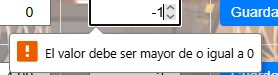 0 -1 Guarda
El valor debe ser mayor de o igual a 0